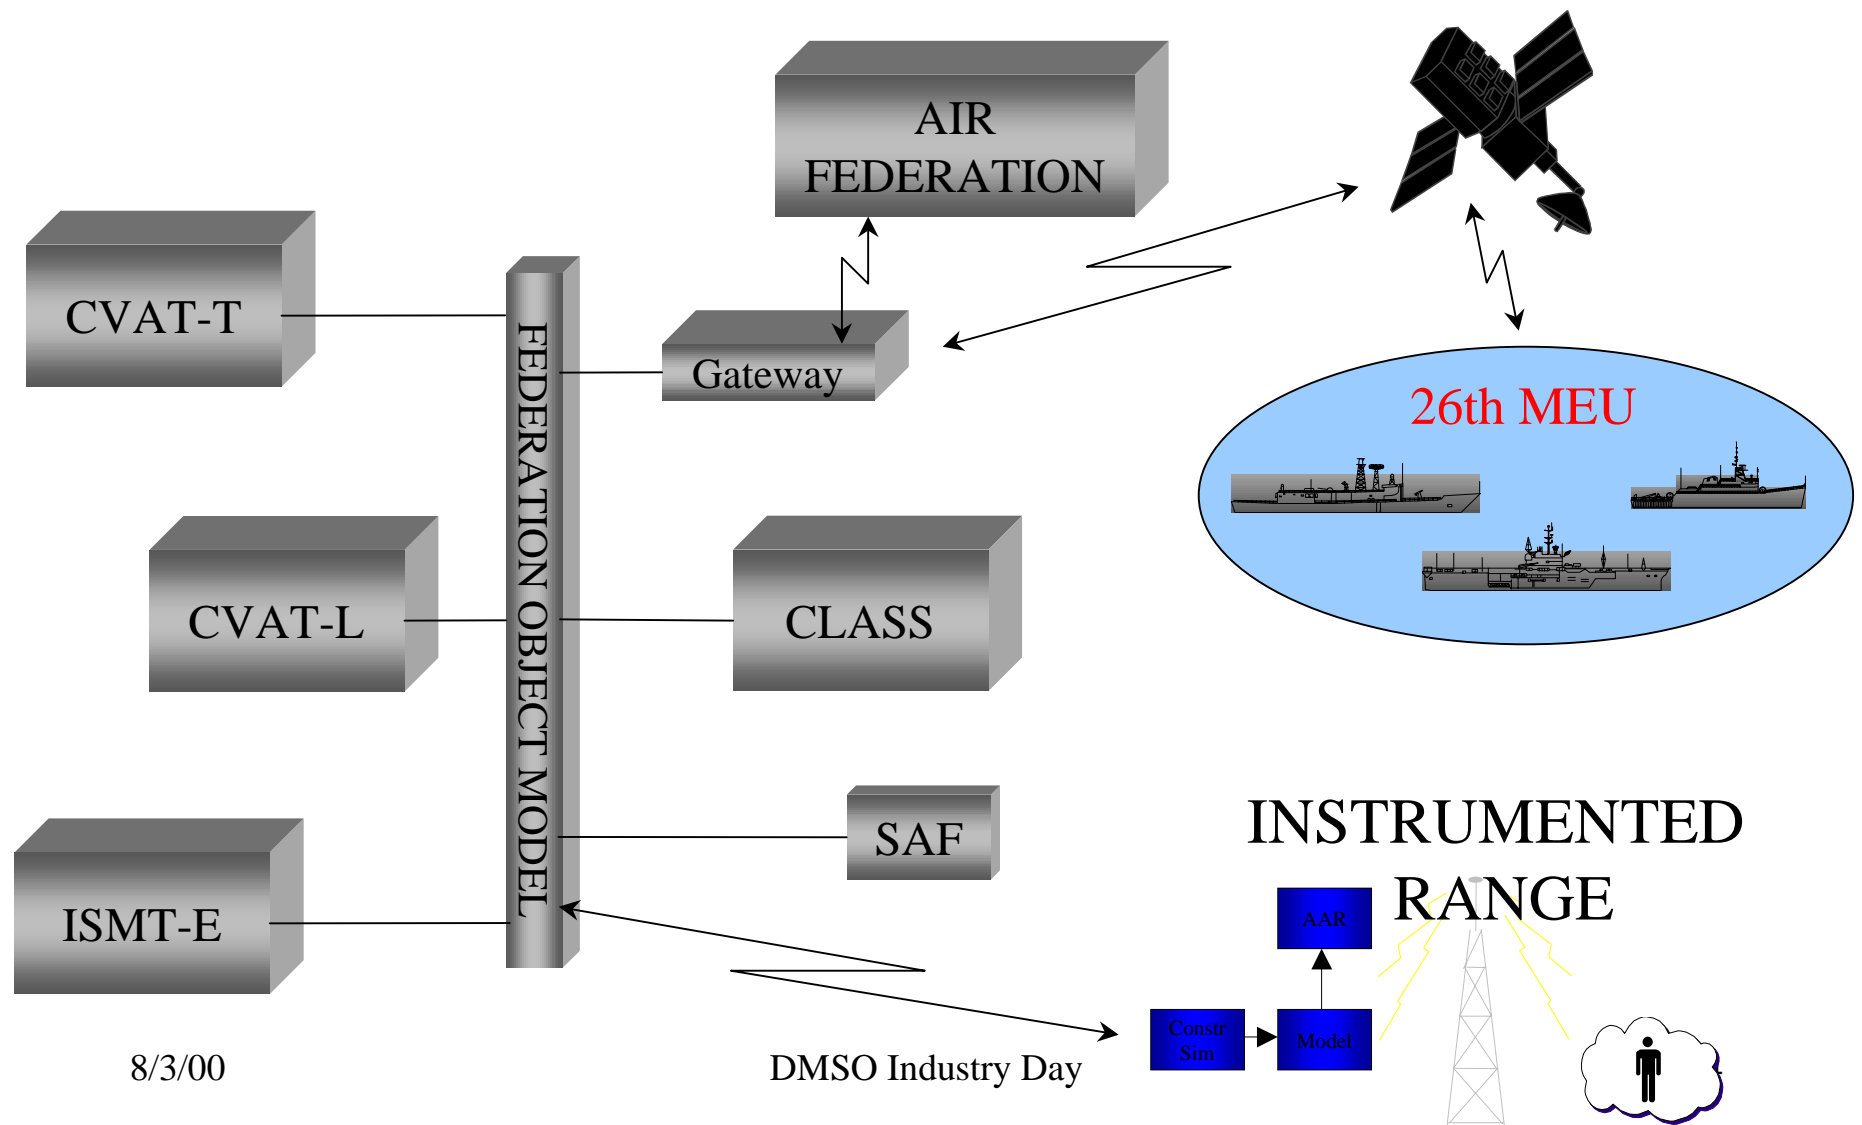 AIR
FEDERATION
CVAT-T
FEDERATION OBJECT MODEL
Gateway
26th MEU
CVAT-L
CLASS
SAF
ISMT-E
INSTRUMENTED
RANGE
AAR
Constr
Sim
Model
8/3/00
DMSO Industry Day